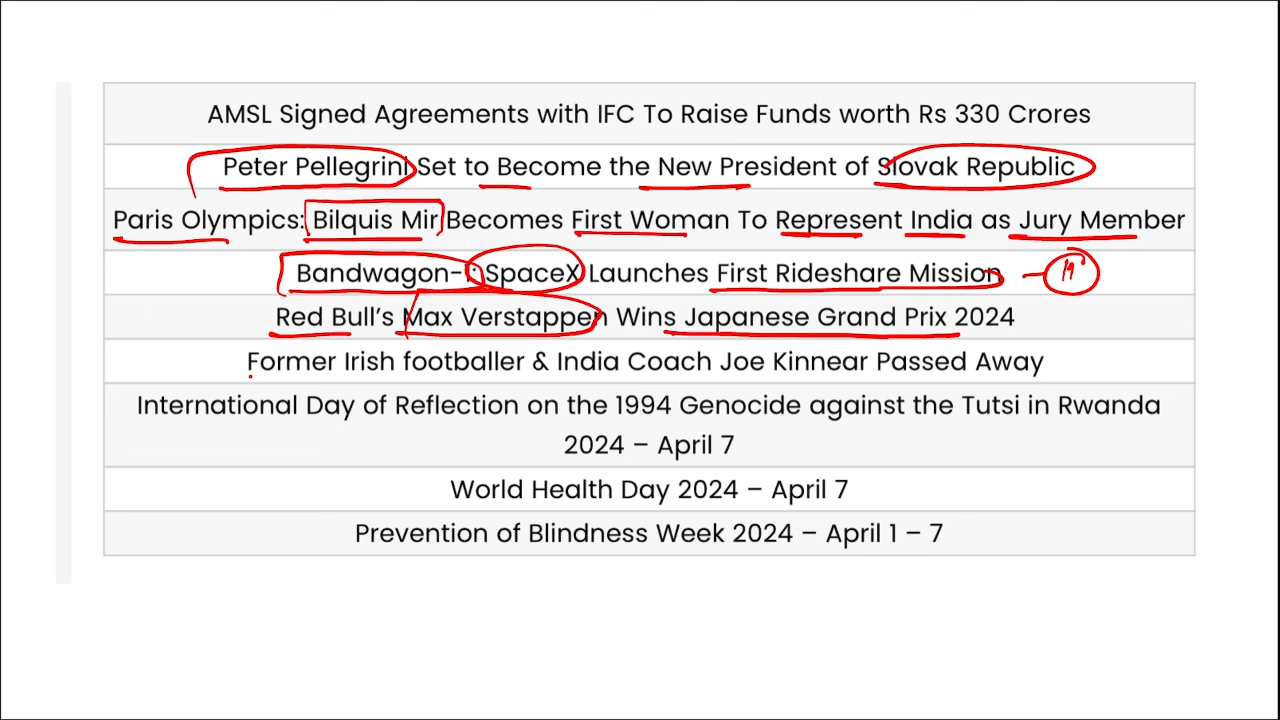 AMSL Signed Agreements with IFC To Raise Funds worth Rs 330 Crores
Peter Pellegrini Set to Become the New President of Slovak Republic
Paris Olympics: Bilquis Mir Becomes First Woman To Represent India as Jury Member
Bandwagon-1: SpaceX Launches First Rideshare Mission
Red Bull’s Max Verstappen Wins Japanese Grand Prix 2024
Former Irish footballer & India Coach Joe Kinnear Passed Away
International Day of Reflection on the 1994 Genocide against the Tutsi in Rwanda
2024 – April 7
World Health Day 2024 – April 7
Prevention of Blindness Week 2024 – April 1 – 7